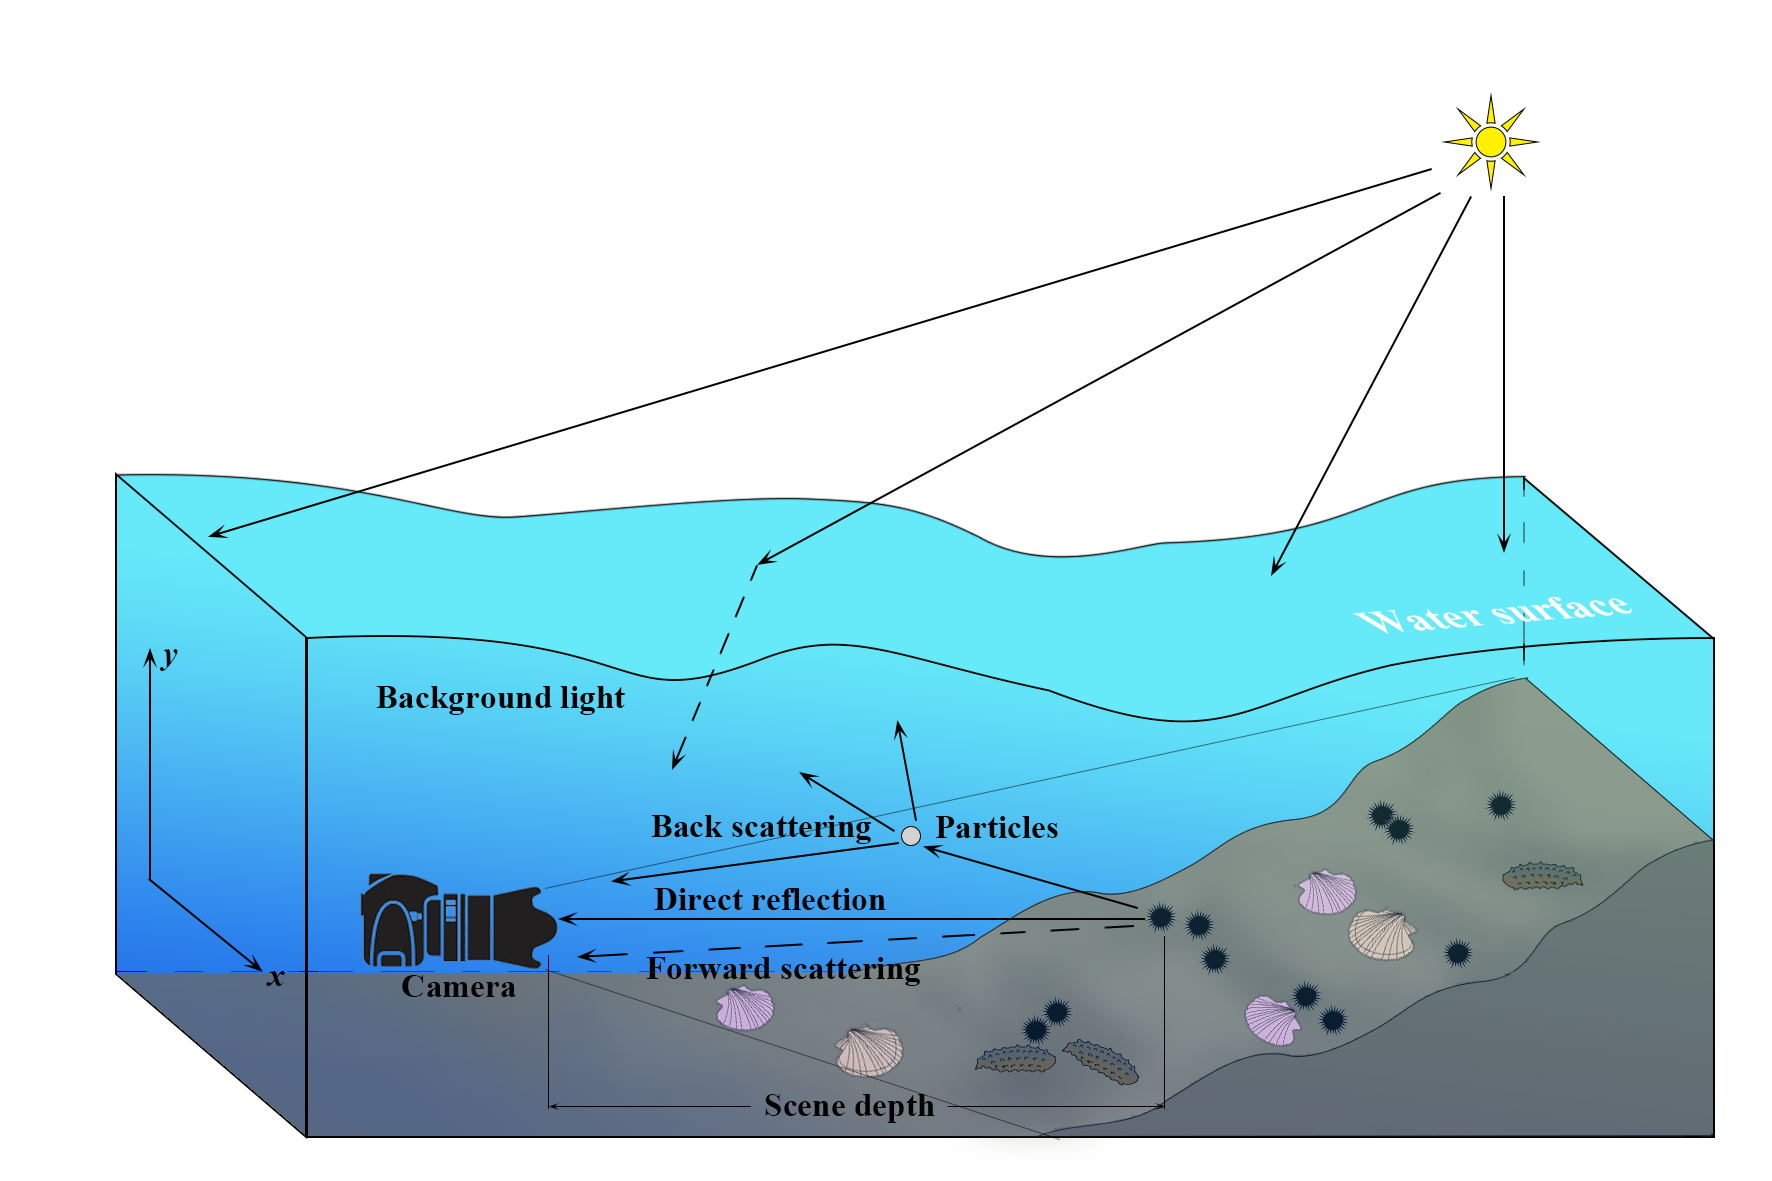 Water surface
y
Background light
Back scattering
Particles
Direct reflection
Forward scattering
x
Camera
Scene depth